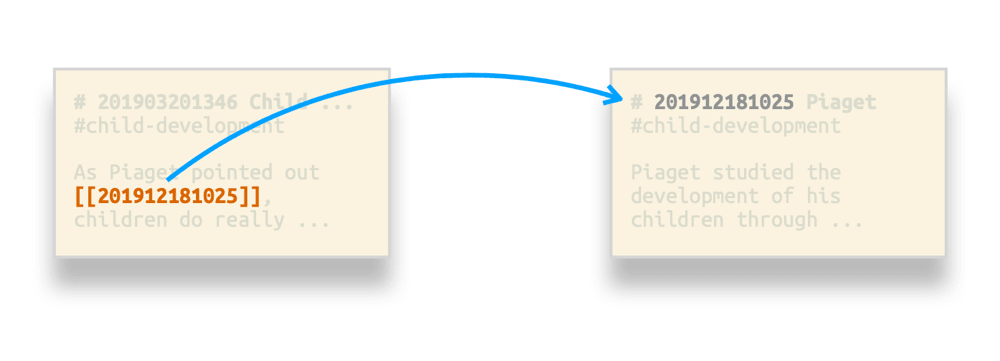 # 201903201346 Child ...
#child-development
As Piaget pointed out
[[201912181025]],
children do really ...
# 201912181025 Piaget
#child-development
Piaget studied the
development of his
children through ...